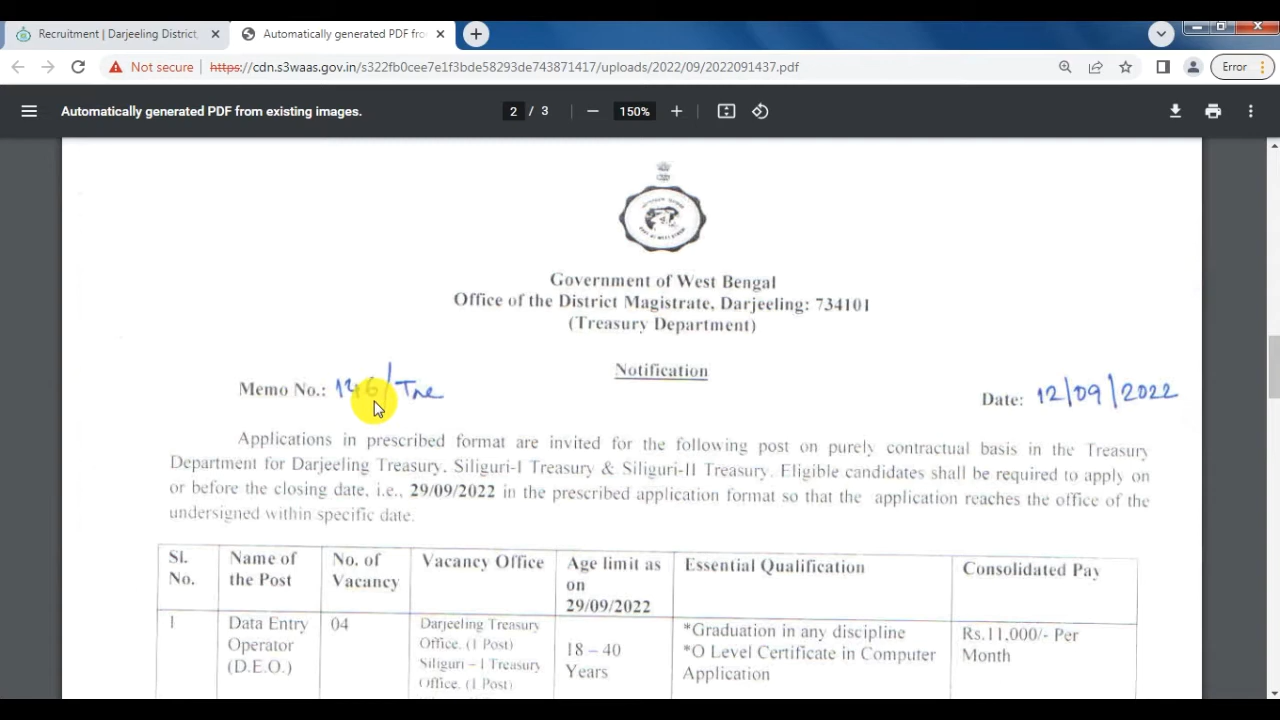 Recruitment | Darjeeling District,
Automatically generated PDF from
Not secure
https://cdn.s3waas.gov.in/s322fb0cee7e1f3bde58293de743871417/uploads/2022/09/2022091437.pdf
Error
Automatically generated PDF from existing images.
2 / 3
150%
Government of West Bengal
Office of the District Magistrate, Darjeeling: 734101
(Treasury Department)
Notification
Memo No.: 146/Tre
Date: 12/09/2022
Applications in prescribed format are invited for the following post on purely contractual basis in the Treasury
Department for Darjeeling Treasury, Siliguri-I Treasury & Siliguri-II Treasury. Eligible candidates shall be required to apply on
or before the closing date, i.e., 29/09/2022 in the prescribed application format so that the application reaches the office of the
undersigned within specific date.
Sl. No.
Name of the Post
No. of Vacancy
Vacancy Office
Age limit as on 29/09/2022
Essential Qualification
Consolidated Pay
1
Data Entry Operator (D.E.O.)
04
Darjeeling Treasury
Office. (1 Post)
Siliguri – I Treasury
Office. (1 Post)
18 – 40
Years
*Graduation in any discipline
*O Level Certificate in Computer
Application
Rs.11,000/- Per
Month